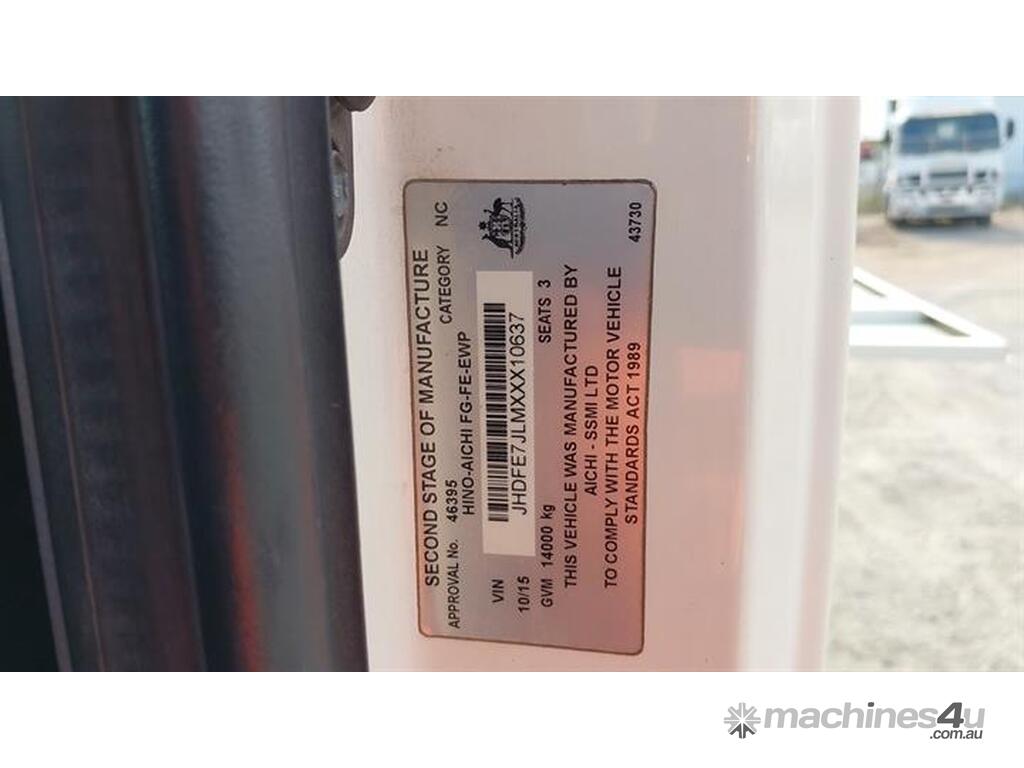 SECOND STAGE OF MANUFACTURE
APPROVAL No. 46395 CATEGORY NC
HINO-AICHI FG-FE-EWP
VIN JHDFE7JLMXXX10637
10/15 SEATS 3
GVM 14000 kg
THIS VEHICLE WAS MANUFACTURED BY
AICHI - SSMI LTD
TO COMPLY WITH THE MOTOR VEHICLE
STANDARDS ACT 1989
43730
machines4u
.com.au